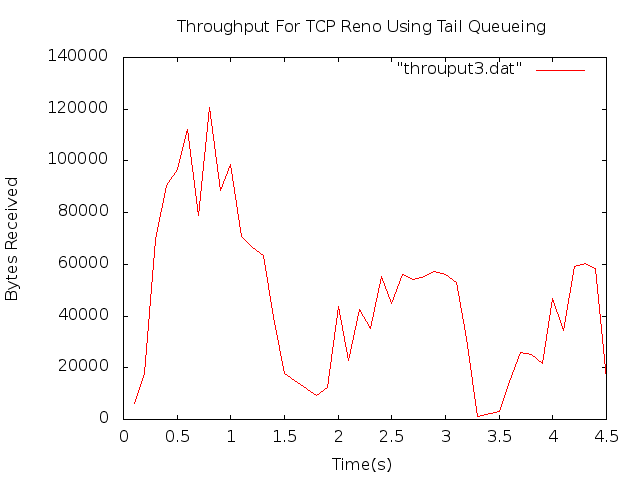 Throughput For TCP Reno Using Tail Queueing
140000
"throuput3.dat"
120000
100000
80000
Bytes Received
60000
40000
20000
0
0 0.5 1 1.5 2 2.5 3 3.5 4 4.5
Time(s)